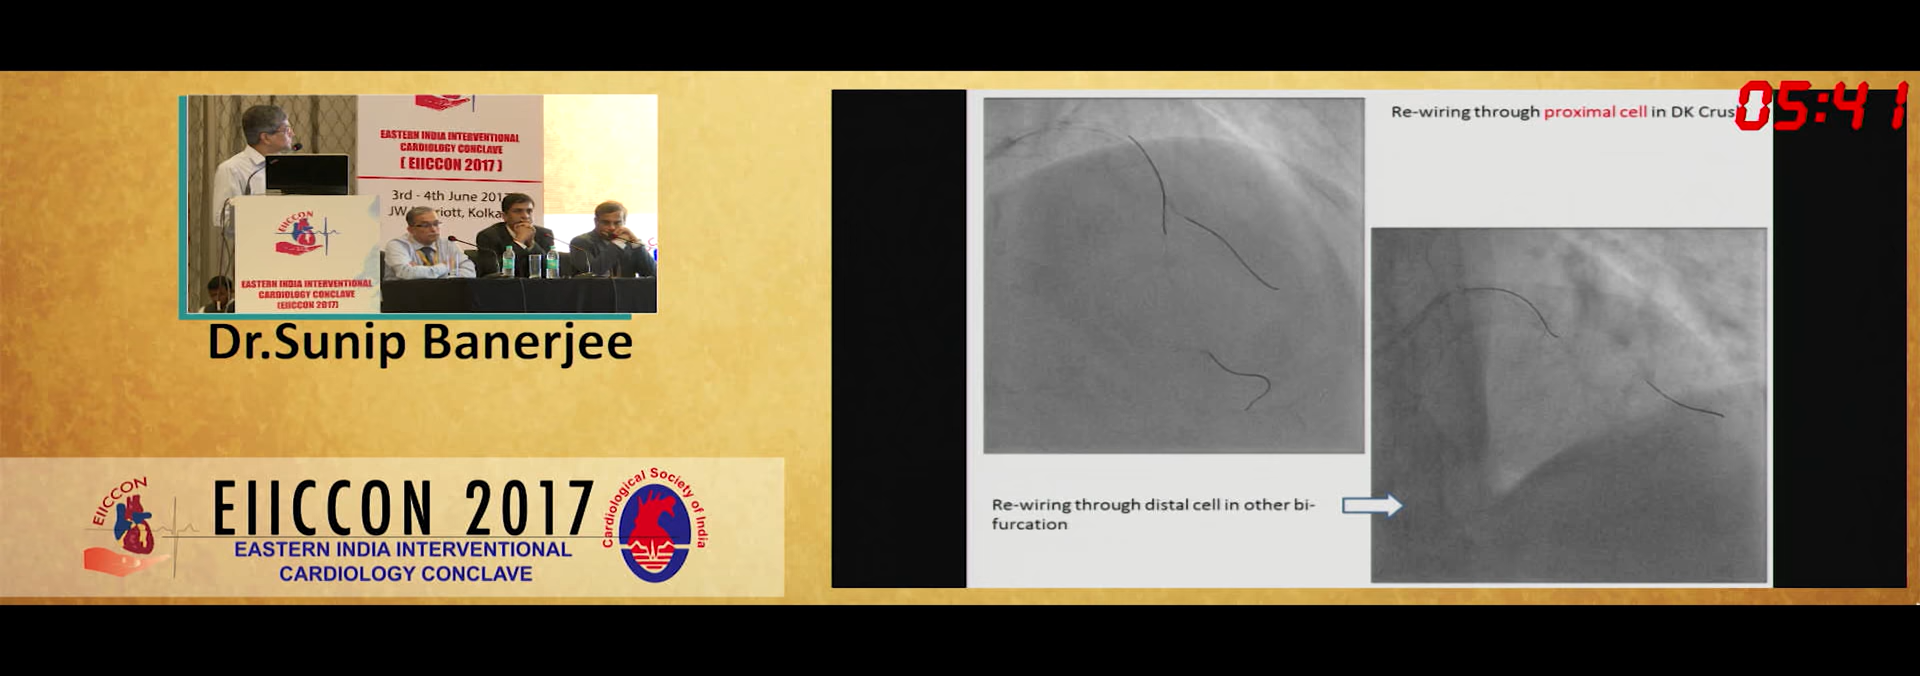 EASTERN INDIA INTERVENTIONAL
CARDIOLOGY CONCLAVE
[ EIICCON 2017 ]
3rd - 4th June 201
JW
riott, Kolka
EIICCON
EASTERN INDIA INTERVENTIONAL
CARDIOLOGY CONCLAVE
[EIICCON 2017]
Dr.Sunip Banerjee
EIICCON
EIICCON 2017
EASTERN INDIA INTERVENTIONAL
CARDIOLOGY CONCLAVE
Cardiological Society of India
Re-wiring through proximal cell in DK Crus
05:41
Re-wiring through distal cell in other bi-
furcation